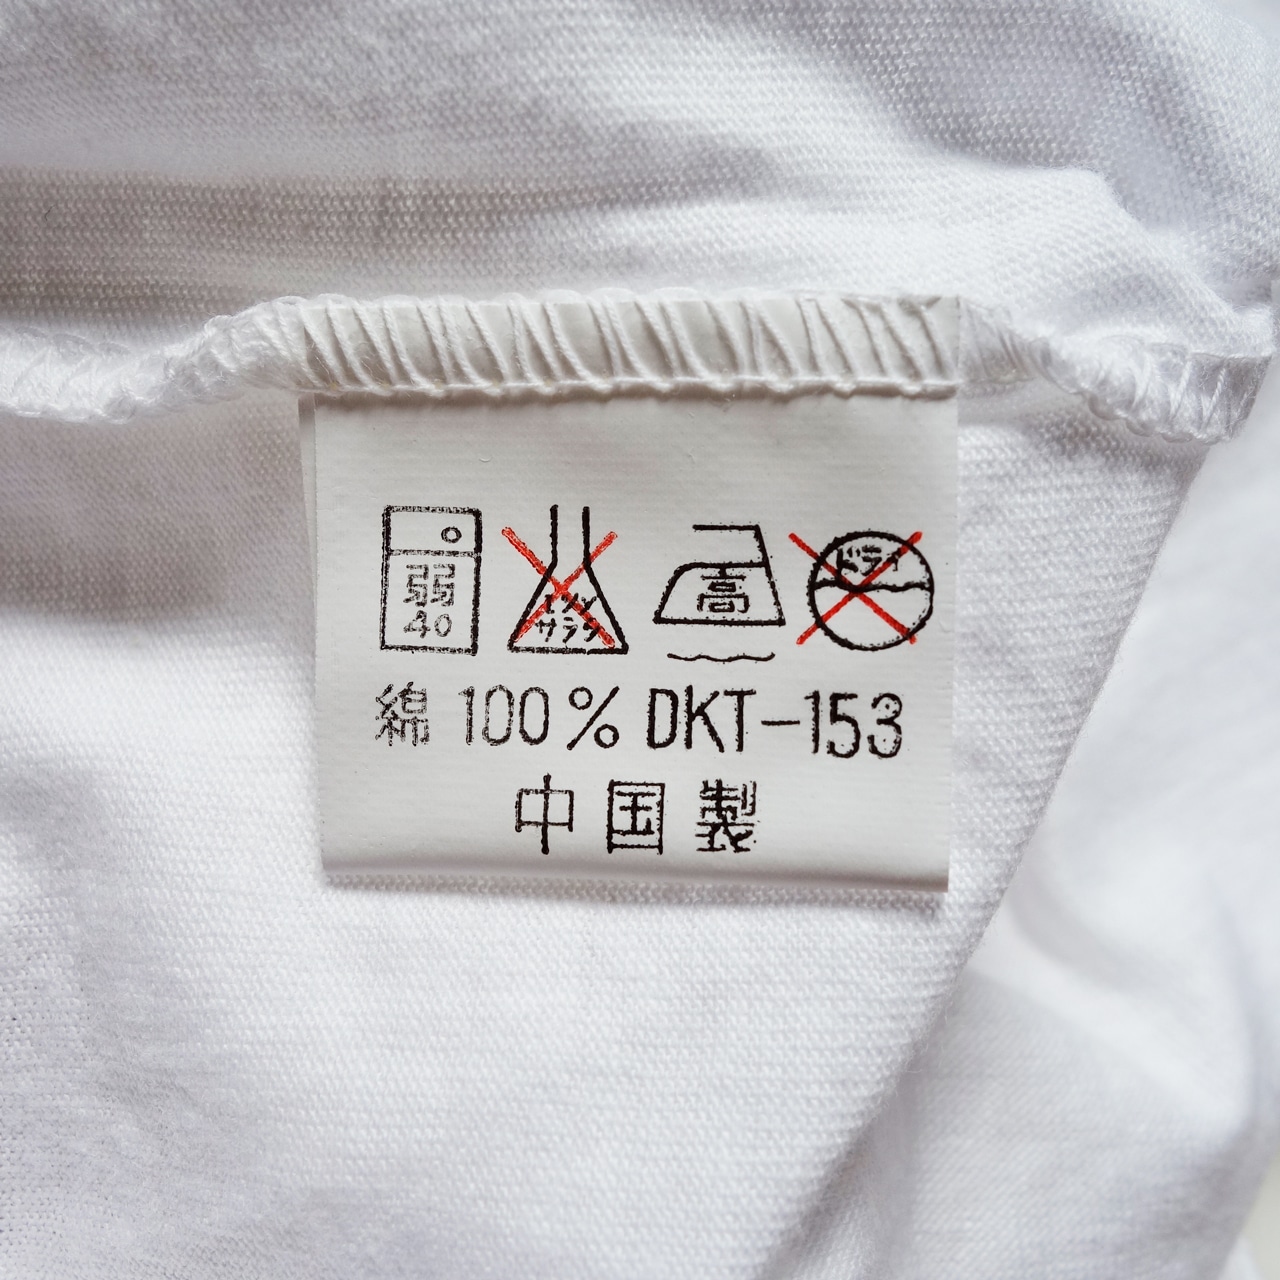 弱 エンソ 高 ドライ
40 サラシ
綿 100% DKT-153
中国製